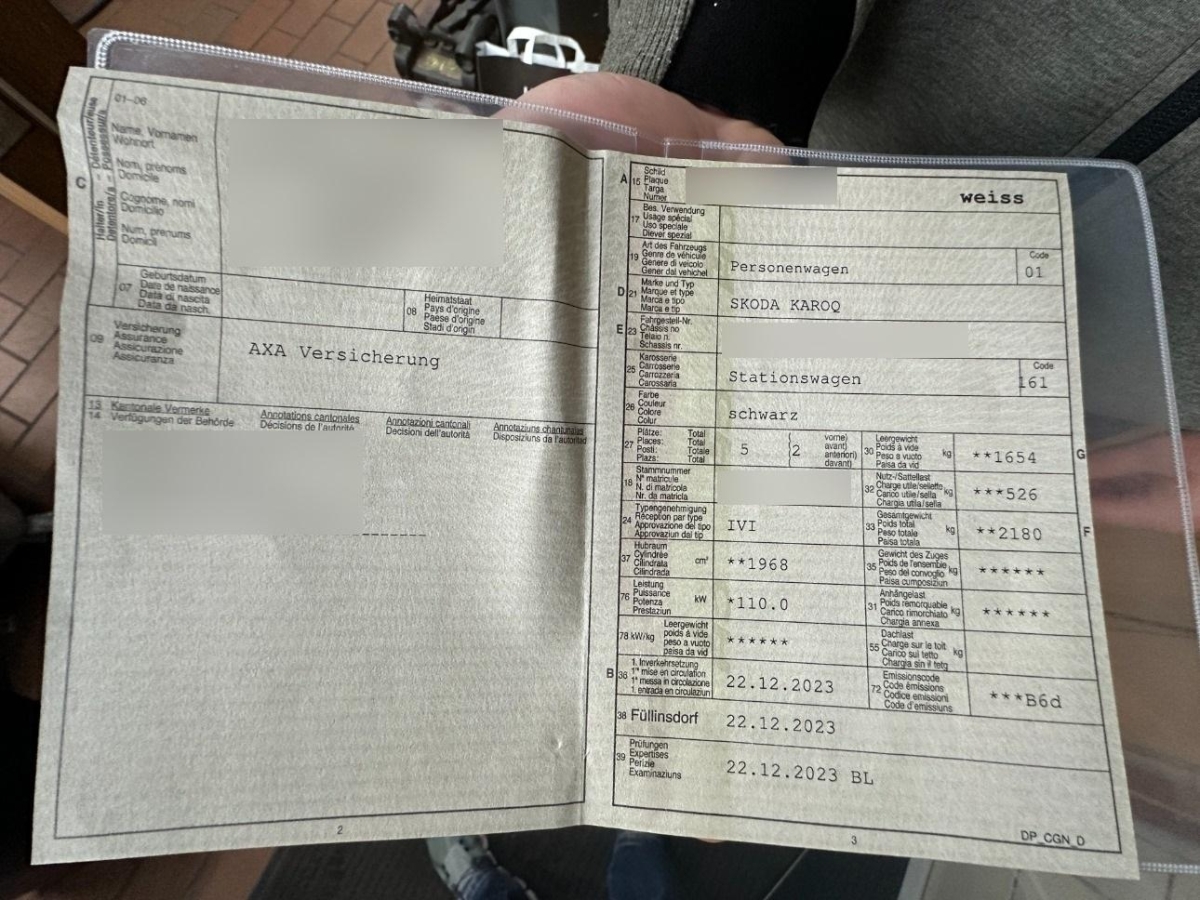 01-06
Halter/in - Détenteur/euse
Detentore/a - Possessur/a
C
Name, Vornamen
Wohnort
Nom, prénoms
Domicile
Cognome, nomi
Domicilio
Num, prenums
Domicil
07
Geburtsdatum
Date de naissance
Data di nascita
Data da nasch.
08
Heimatstaat
Pays d'origine
Paese d'origine
Stadi d'origin
09
Versicherung
Assurance
Assicurazione
Assicuranza
AXA Versicherung
13 Kantonale Vermerke
14 Verfügungen der Behörde
Annotations cantonales
Décisions de l'autorité
Annotazioni cantonali
Decisioni dell'autorità
Annotaziuns chantunalas
Disposiziuns da l'autoritad
-------
2
A 15
Schild
Plaque
Targa
Numer
weiss
17
Bes. Verwendung
Usage spécial
Uso speciale
Diever spezial
19
Art des Fahrzeugs
Genre de véhicule
Genere di veicolo
Gener dal vehichel
Personenwagen
Code
01
D 21
Marke und Typ
Marque et type
Marca e tipo
Marca e tip
SKODA KAROQ
E 23
Fahrgestell-Nr.
Châssis no
Telaio n.
Schassis nr.
25
Karosserie
Carrosserie
Carrozzeria
Carossaria
Stationswagen
Code
161
26
Farbe
Couleur
Colore
Colur
schwarz
27
Plätze: Total
Places: Total
Posti: Totale
Plazs: Total
5
(2
vorne)
avant)
anteriori)
davant)
30
Leergewicht
Poids à vide
Peso a vuoto
Paisa da vid
kg
**1654
G
18
Stammnummer
N° matricule
N. di matricola
Nr. da matricla
32
Nutz-/Sattellast
Charge utile/sellette
Carico utile/sella
Chargia utila/sella
kg
***526
24
Typengenehmigung
Réception par type
Approvazione del tipo
Approvaziun dal tip
IVI
33
Gesamtgewicht
Poids total
Peso totale
Paisa totala
kg
**2180
F
37
Hubraum
Cylindrée
Cilindrata
Cilindrada
cm³
**1968
35
Gewicht des Zuges
Poids de l'ensemble
Peso del convoglio
Paisa cumposiziun
kg
******
76
Leistung
Puissance
Potenza
Prestaziun
kW
*110.0
31
Anhängelast
Poids remorquable
Carico rimorchiato
Chargia annexa
kg
******
78 kW/kg
Leergewicht
poids à vide
peso a vuoto
paisa da vid
******
55
Dachlast
Charge sur le toit
Carico sul tetto
Chargia sin il tetg
kg
B 36
1. Inverkehrsetzung
1re mise en circulation
1a messa in circolazione
1. entrada en circulaziun
22.12.2023
72
Emissionscode
Code émissions
Codice emissioni
Code d'emissiuns
***B6d
38 Füllinsdorf
22.12.2023
39
Prüfungen
Expertises
Perizie
Examinaziuns
22.12.2023 BL
3
DP_CGN_D